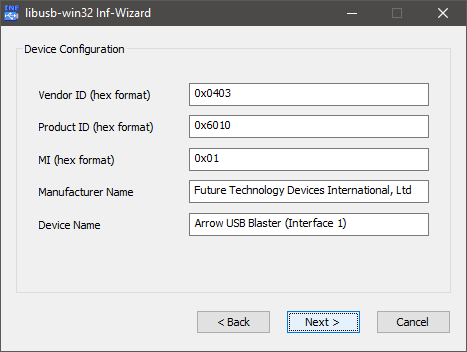 INF
libusb-win32 Inf-Wizard
Device Configuration
Vendor ID (hex format) 0x0403
Product ID (hex format) 0x6010
MI (hex format) 0x01
Manufacturer Name Future Technology Devices International, Ltd
Device Name Arrow USB Blaster (Interface 1)
< Back Next > Cancel